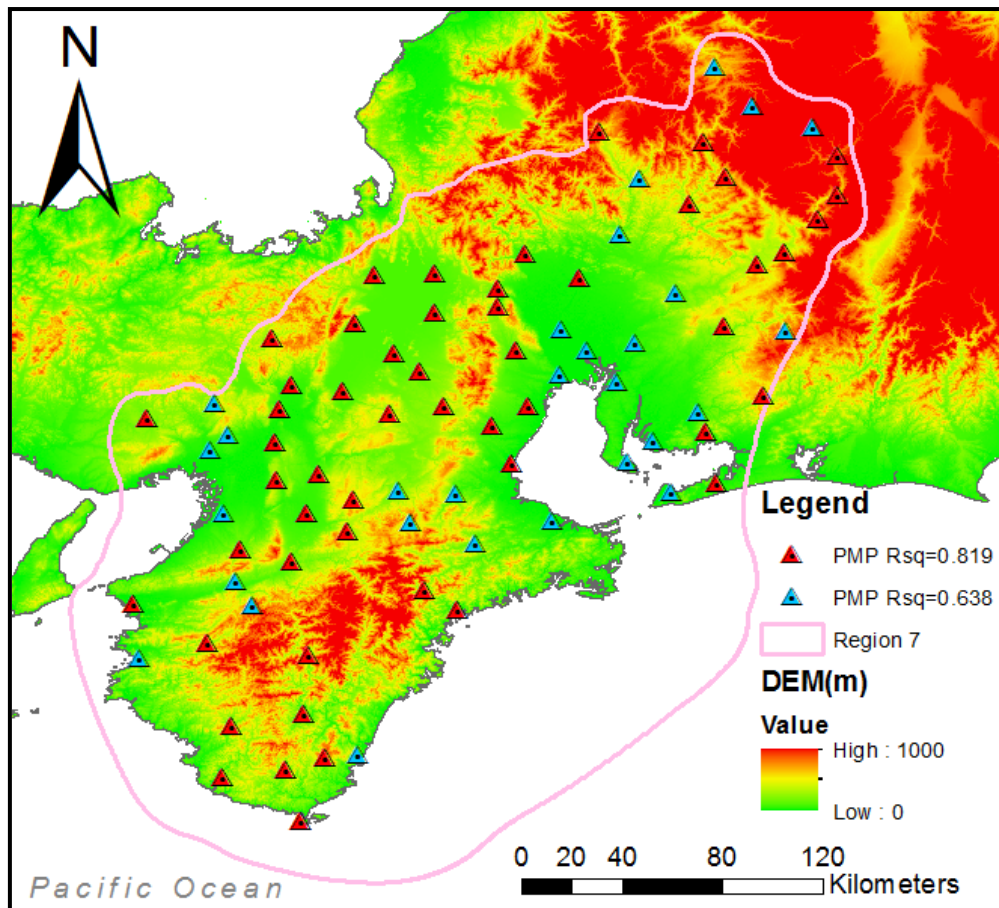 N
Legend
PMP Rsq=0.819
PMP Rsq=0.638
Region 7
DEM(m)
Value
High : 1000
Low : 0
0 20 40 80 120
Kilometers
Pacific Ocean